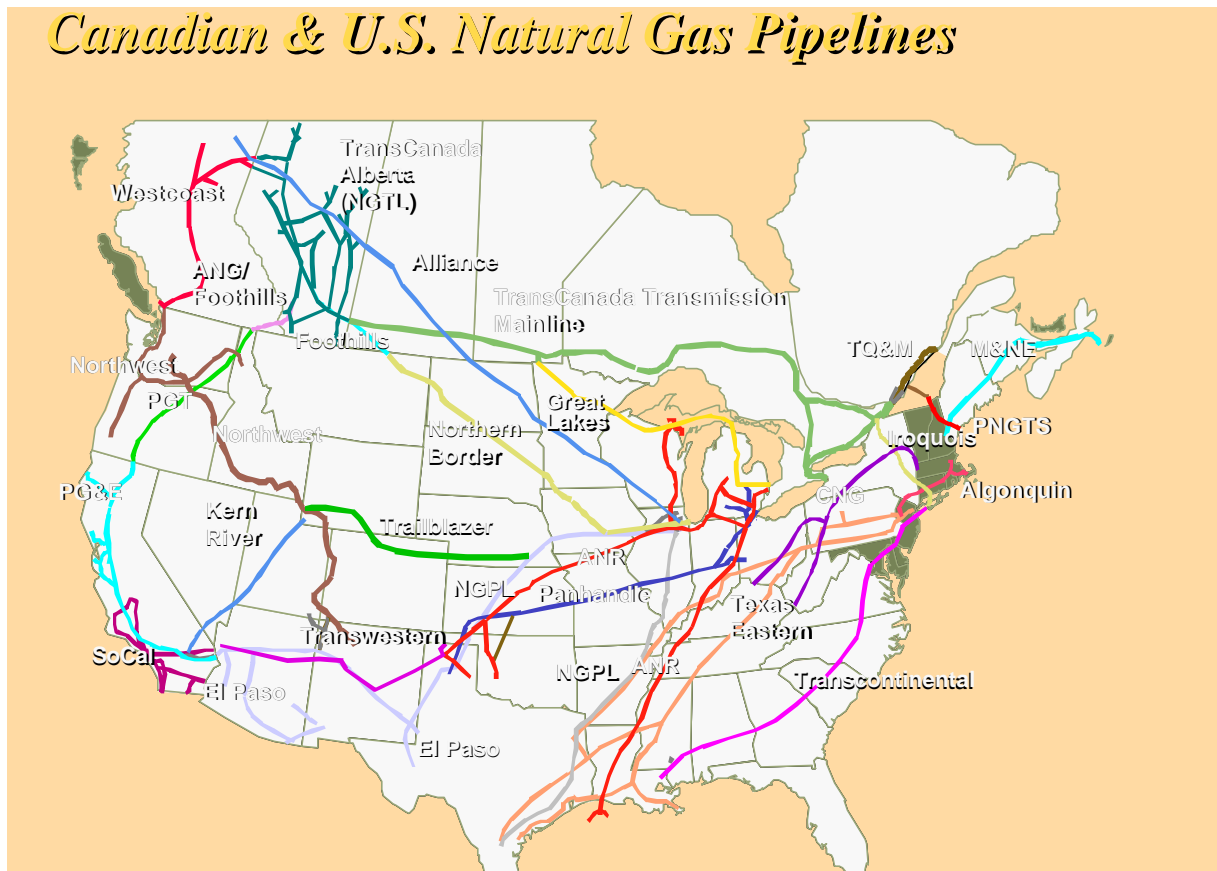 Canadian & U.S. Natural Gas Pipelines
TransCanada
Alberta
(NGTL)
Westcoast
ANG/
Foothills
Alliance
TransCanada Transmission
Mainline
Foothills
TQ&M
M&NE
Northwest
PGT
Great
Lakes
Northwest
Northern
Border
Iroquois
PNGTS
PG&E
CNG
Algonquin
Kern
River
Trailblazer
ANR
NGPL
Panhandle
Texas
Eastern
Transwestern
SoCal
NGPL
ANR
Transcontinental
El Paso
El Paso